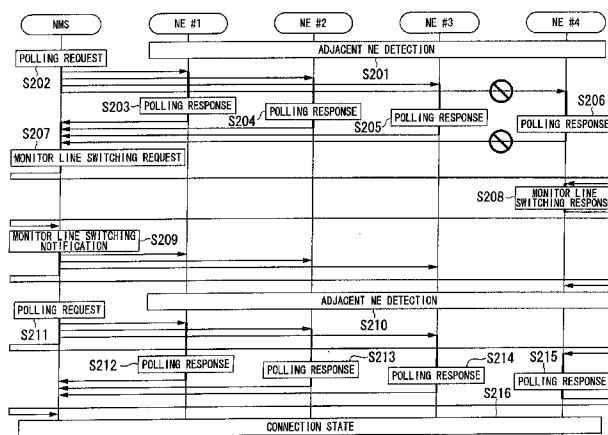 NMS NE #1 NE #2 NE #3 NE #4
ADJACENT NE DETECTION
POLLING REQUEST
S201
S202
S203 POLLING RESPONSE
S204 POLLING RESPONSE
S205 POLLING RESPONSE
S206
POLLING RESPONSE
S207
MONITOR LINE SWITCHING REQUEST
S208 MONITOR LINE
SWITCHING RESPONSE
MONITOR LINE SWITCHING
NOTIFICATION
S209
ADJACENT NE DETECTION
POLLING REQUEST
S210
S211
S212 POLLING RESPONSE
S213
POLLING RESPONSE
S214
POLLING RESPONSE
S215
POLLING RESPONSE
S216
CONNECTION STATE